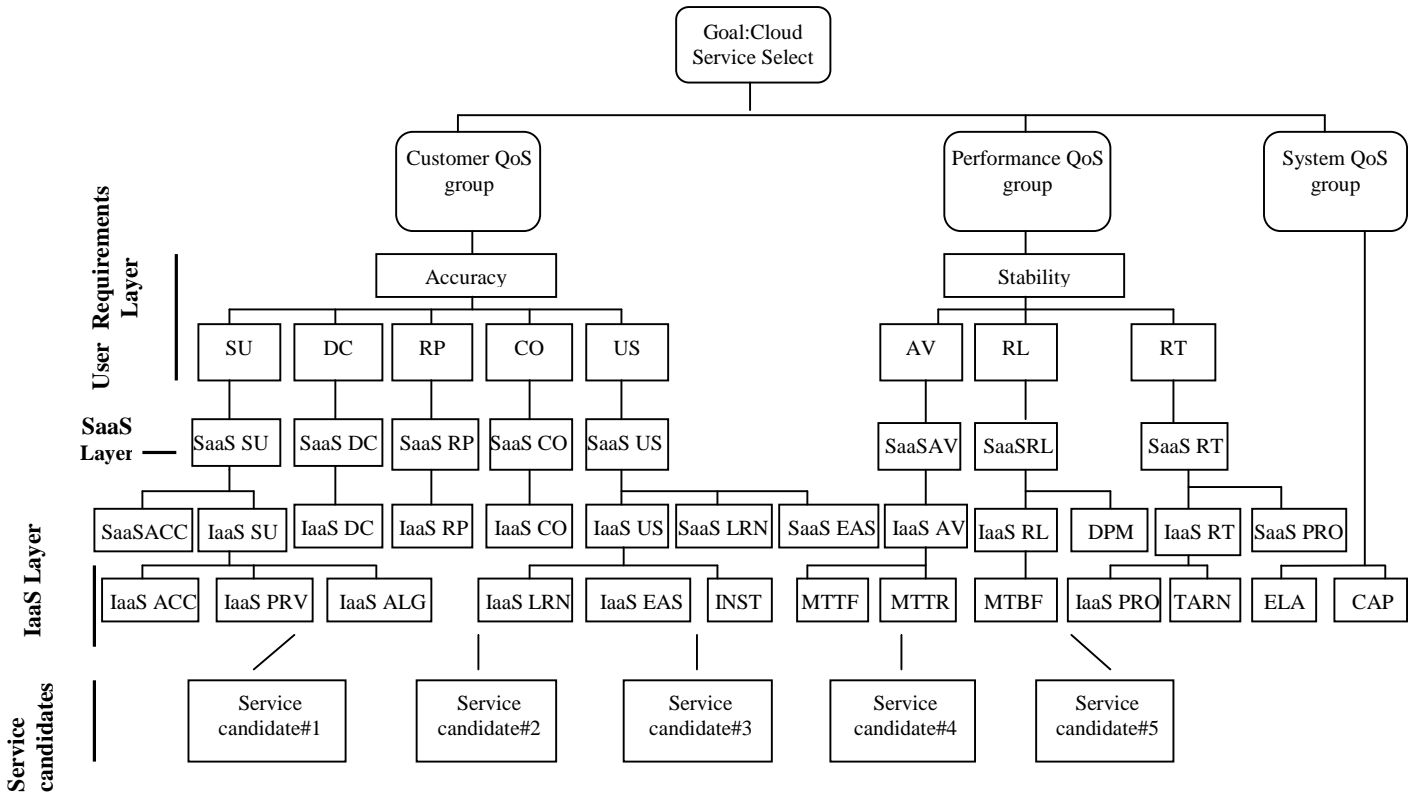 Goal:Cloud
Service Select
Customer QoS
group
Performance QoS
group
System QoS
group
User Requirements
Layer
Accuracy
Stability
SU
DC
RP
CO
US
AV
RL
RT
SaaS
Layer
SaaS SU
SaaS DC
SaaS RP
SaaS CO
SaaS US
SaaSAV
SaaSRL
SaaS RT
IaaS Layer
SaaSACC
IaaS SU
IaaS DC
IaaS RP
IaaS CO
IaaS US
SaaS LRN
SaaS EAS
IaaS AV
IaaS RL
DPM
IaaS RT
SaaS PRO
IaaS ACC
IaaS PRV
IaaS ALG
IaaS LRN
IaaS EAS
INST
MTTF
MTTR
MTBF
IaaS PRO
TARN
ELA
CAP
Service
candidates
Service
candidate#1
Service
candidate#2
Service
candidate#3
Service
candidate#4
Service
candidate#5